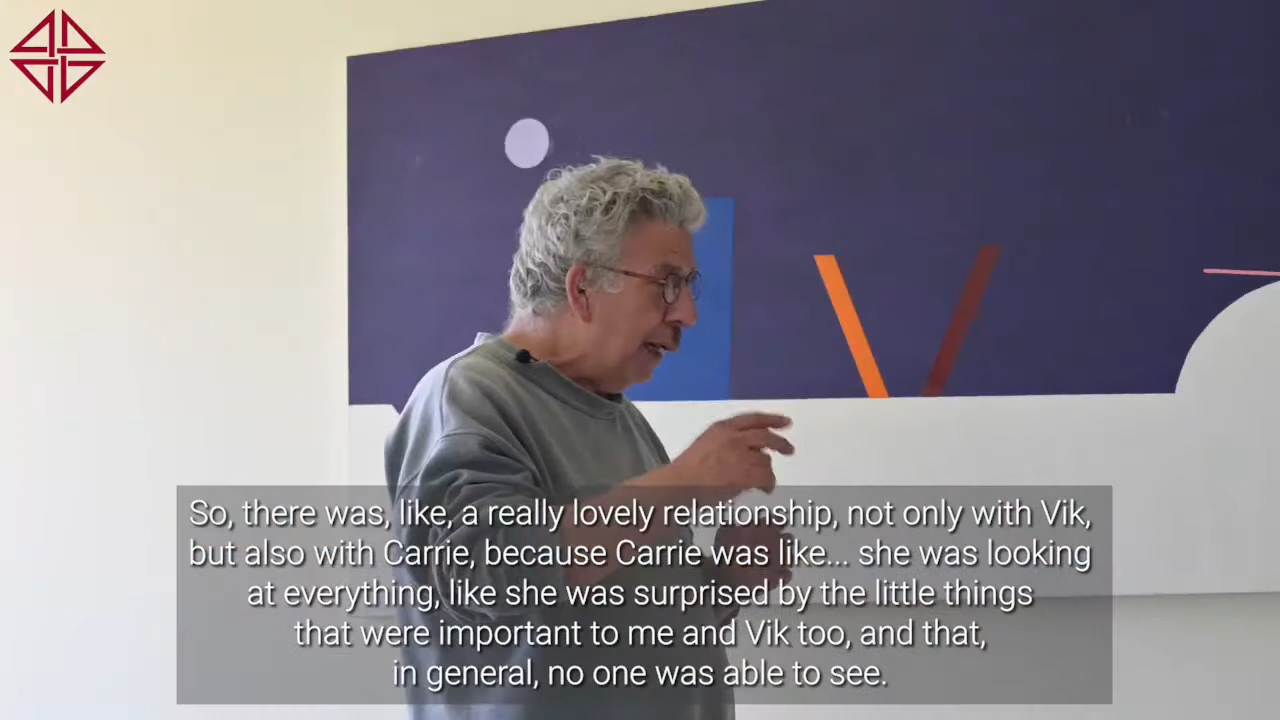 So, there was, like, a really lovely relationship, not only with Vik,
but also with Carrie, because Carrie was like... she was looking
at everything, like she was surprised by the little things
that were important to me and Vik too, and that,
in general, no one was able to see.